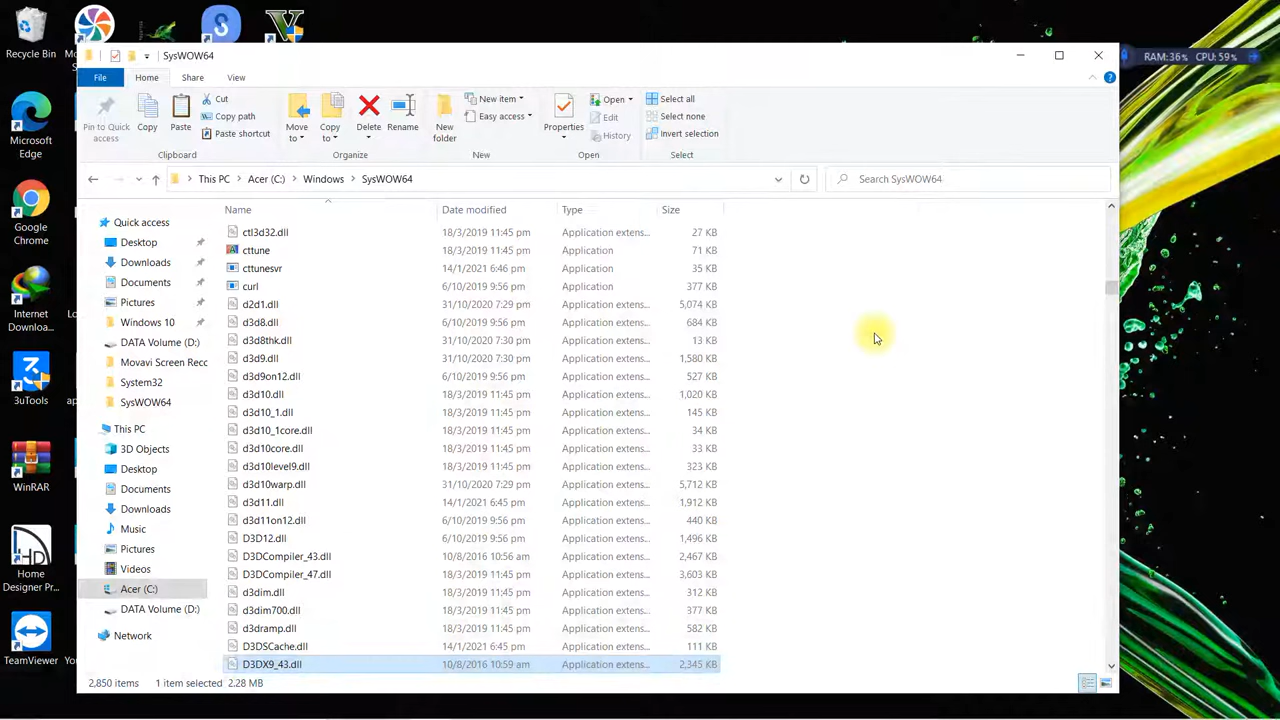 SysWOW64
RAM:36% CPU:59%
File Home Share View
Pin to Quick access
Copy
Paste
Cut
Copy path
Paste shortcut
Clipboard
Move to
Copy to
Delete
Rename
Organize
New folder
New item
Easy access
New
Properties
Open
Edit
History
Open
Select all
Select none
Invert selection
Select
This PC > Acer (C:) > Windows > SysWOW64
Search SysWOW64
Recycle Bin
Microsoft Edge
Google Chrome
Internet Downloa...
3uTools
WinRAR
Home Designer Pr...
TeamViewer
Quick access
Desktop
Downloads
Documents
Pictures
Windows 10
DATA Volume (D:)
Movavi Screen Reco
System32
SysWOW64
This PC
3D Objects
Desktop
Documents
Downloads
Music
Pictures
Videos
Acer (C:)
DATA Volume (D:)
Network
Name Date modified Type Size
ctl3d32.dll 18/3/2019 11:45 pm Application extens... 27 KB
cttune 18/3/2019 11:45 pm Application 71 KB
cttunesvr 14/1/2021 6:46 pm Application 35 KB
curl 6/10/2019 9:56 pm Application 377 KB
d2d1.dll 31/10/2020 7:29 pm Application extens... 5,074 KB
d3d8.dll 6/10/2019 9:56 pm Application extens... 684 KB
d3d8thk.dll 31/10/2020 7:30 pm Application extens... 13 KB
d3d9.dll 31/10/2020 7:30 pm Application extens... 1,580 KB
d3d9on12.dll 6/10/2019 9:56 pm Application extens... 527 KB
d3d10.dll 18/3/2019 11:45 pm Application extens... 1,020 KB
d3d10_1.dll 18/3/2019 11:45 pm Application extens... 145 KB
d3d10_1core.dll 18/3/2019 11:45 pm Application extens... 34 KB
d3d10core.dll 18/3/2019 11:45 pm Application extens... 33 KB
d3d10level9.dll 18/3/2019 11:45 pm Application extens... 323 KB
d3d10warp.dll 31/10/2020 7:29 pm Application extens... 5,712 KB
d3d11.dll 14/1/2021 6:45 pm Application extens... 1,912 KB
d3d11on12.dll 6/10/2019 9:56 pm Application extens... 440 KB
D3D12.dll 6/10/2019 9:56 pm Application extens... 1,496 KB
D3DCompiler_43.dll 10/8/2016 10:56 am Application extens... 2,467 KB
D3DCompiler_47.dll 18/3/2019 11:45 pm Application extens... 3,603 KB
d3dim.dll 18/3/2019 11:45 pm Application extens... 312 KB
d3dim700.dll 18/3/2019 11:45 pm Application extens... 377 KB
d3dramp.dll 18/3/2019 11:45 pm Application extens... 582 KB
D3DSCache.dll 14/1/2021 6:45 pm Application extens... 111 KB
D3DX9_43.dll 10/8/2016 10:59 am Application extens... 2,345 KB
2,850 items 1 item selected 2.28 MB